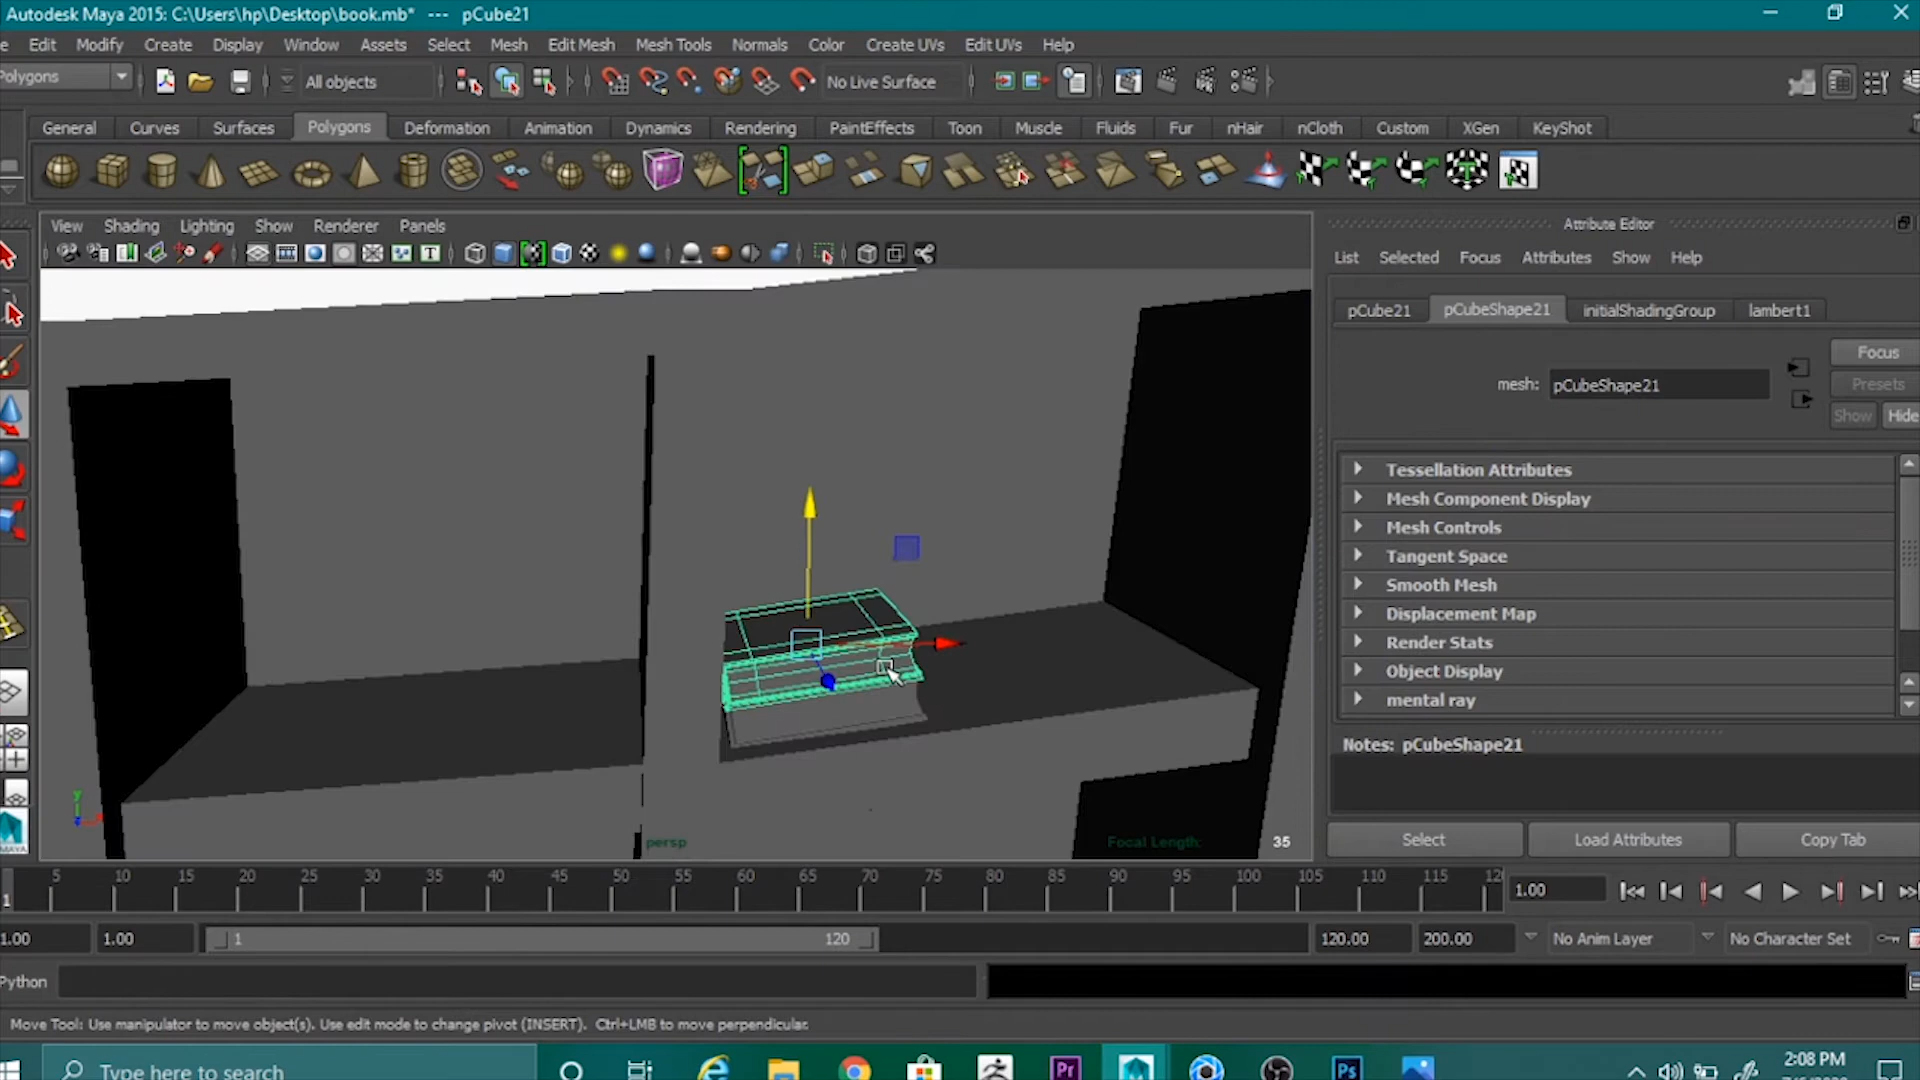 Autodesk Maya 2015: C:\Users\hp\Desktop\book.mb* --- pCube21
Edit Modify Create Display Window Assets Select Mesh Edit Mesh Mesh Tools Normals Color Create UVs Edit UVs Help
Polygons All objects No Live Surface
General Curves Surfaces Polygons Deformation Animation Dynamics Rendering PaintEffects Toon Muscle Fluids Fur nHair nCloth Custom XGen KeyShot
View Shading Lighting Show Renderer Panels
Attribute Editor
List Selected Focus Attributes Show Help
pCube21 pCubeShape21 initialShadingGroup lambert1
Focus
mesh: pCubeShape21
Presets
Show Hide
Tessellation Attributes
Mesh Component Display
Mesh Controls
Tangent Space
Smooth Mesh
Displacement Map
Render Stats
Object Display
mental ray
Notes: pCubeShape21
y
persp Focal Length: 35
Select Load Attributes Copy Tab
MAYA
1 5 10 15 20 25 30 35 40 45 50 55 60 65 70 75 80 85 90 95 100 105 110 115 120 1.00
1.00 1.00 1 120 120.00 200.00 No Anim Layer No Character Set
Python
Move Tool: Use manipulator to move object(s). Use edit mode to change pivot (INSERT). Ctrl+LMB to move perpendicular.
Type here to search Pr Ps 2:08 PM